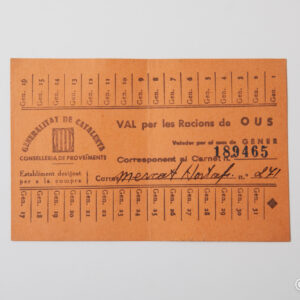 Gen. 16 Gen. 15 Gen. 14 Gen. 13 Gen. 12 Gen. 11 Gen. 10 Gen. 9 Gen. 8 Gen. 7 Gen. 6 Gen. 5 Gen. 4 Gen. 3 Gen. 2 Gen. 1
GENERALITAT DE CATALUNYA
CONSELLERIA DE PROVEÏMENTS
VAL per les Racions de OUS
Valedor per al mes de GENER
189465
Corresponent al Carnet N.
Establiment designat
per a la compra
mercat n.º 241
Gen. 17 Gen. 18 Gen. 19 Gen. 20 Gen. 21 Gen. 22 Gen. 23 Gen. 24 Gen. 25 Gen. 26 Gen. 27 Gen. 28 Gen. 29 Gen. 30 Gen. 31